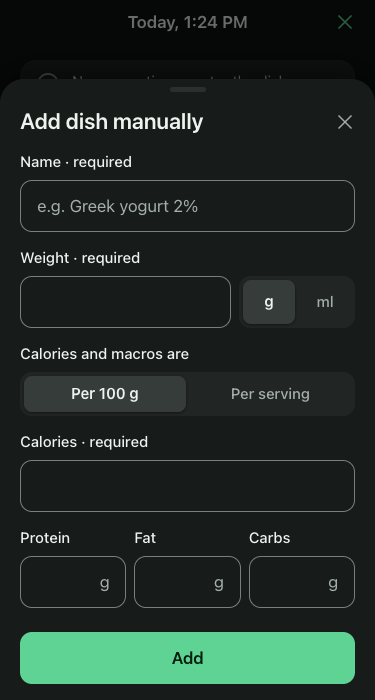 Today, 1:24 PM
Add dish manually
Name · required
e.g. Greek yogurt 2%
Weight · required
g ml
Calories and macros are
Per 100 g Per serving
Calories · required
Protein Fat Carbs
g g g
Add